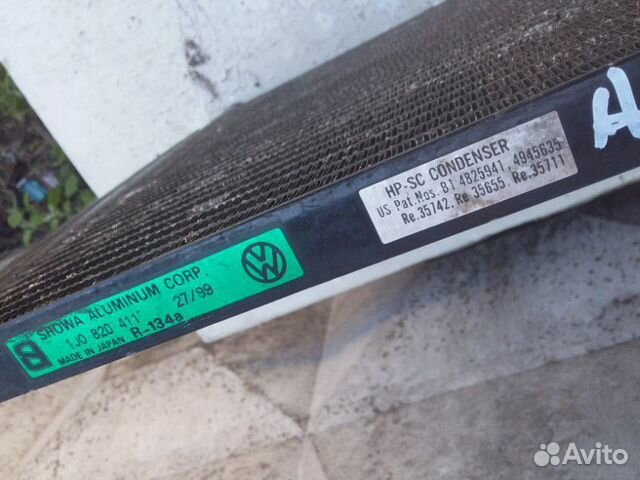 SHOWA ALUMINUM CORP.
1J0 820 411
27/99
MADE IN JAPAN R-134a
HP-SC CONDENSER
US Pat.Nos. B1 4825941, 4945635
Re.35742. Re 35655 Re.35711
A
Avito